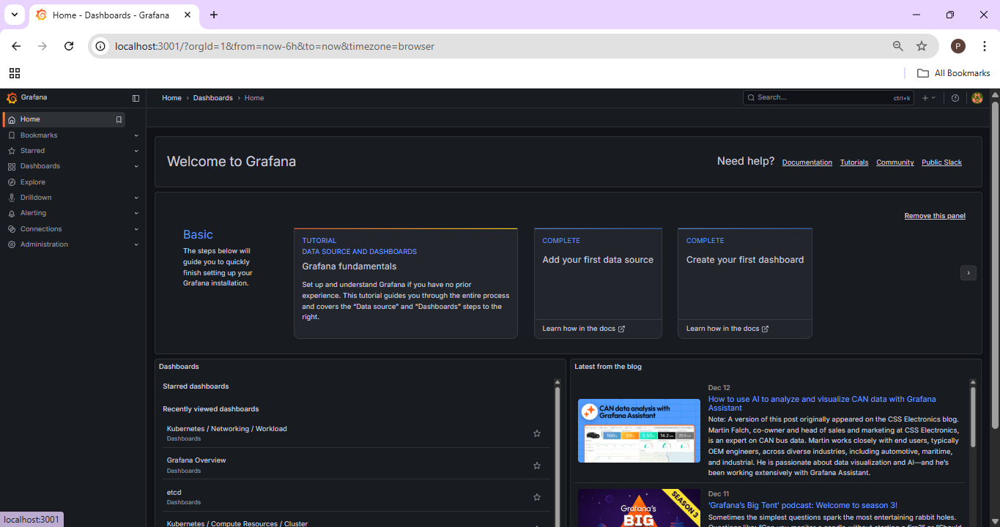 Home - Dashboards - Grafana
localhost:3001/?orgId=1&from=now-6h&to=now&timezone=browser
P
All Bookmarks
Grafana
Home › Dashboards › Home
Search...
ctrl+k
Home
Bookmarks
Starred
Dashboards
Explore
Drilldown
Alerting
Connections
Administration
Welcome to Grafana
Need help?
Documentation
Tutorials
Community
Public Slack
Remove this panel
Basic
The steps below will
guide you to quickly
finish setting up your
Grafana installation.
TUTORIAL
DATA SOURCE AND DASHBOARDS
Grafana fundamentals
Set up and understand Grafana if you have no prior
experience. This tutorial guides you through the entire process
and covers the “Data source” and “Dashboards” steps to the
right.
COMPLETE
Add your first data source
Learn how in the docs
COMPLETE
Create your first dashboard
Learn how in the docs
Dashboards
Starred dashboards
Recently viewed dashboards
Kubernetes / Networking / Workload
Dashboards
Grafana Overview
Dashboards
etcd
Dashboards
Kubernetes / Compute Resources / Cluster
Latest from the blog
CAN data analysis with
Grafana Assistant
Dec 12
How to use AI to analyze and visualize CAN data with Grafana
Assistant
Note: A version of this post originally appeared on the CSS Electronics blog.
Martin Falch, co-owner and head of sales and marketing at CSS Electronics,
is an expert on CAN bus data. Martin works closely with end users, typically
OEM engineers, across diverse industries, including automotive, maritime,
and industrial. He is passionate about data visualization and AI—and he’s
been working extensively with Grafana Assistant.
Grafana's
BIG
SEASON 3
Dec 11
‘Grafana’s Big Tent’ podcast: Welcome to season 3!
Sometimes the simplest questions spark the most entertaining rabbit holes.
localhost:3001